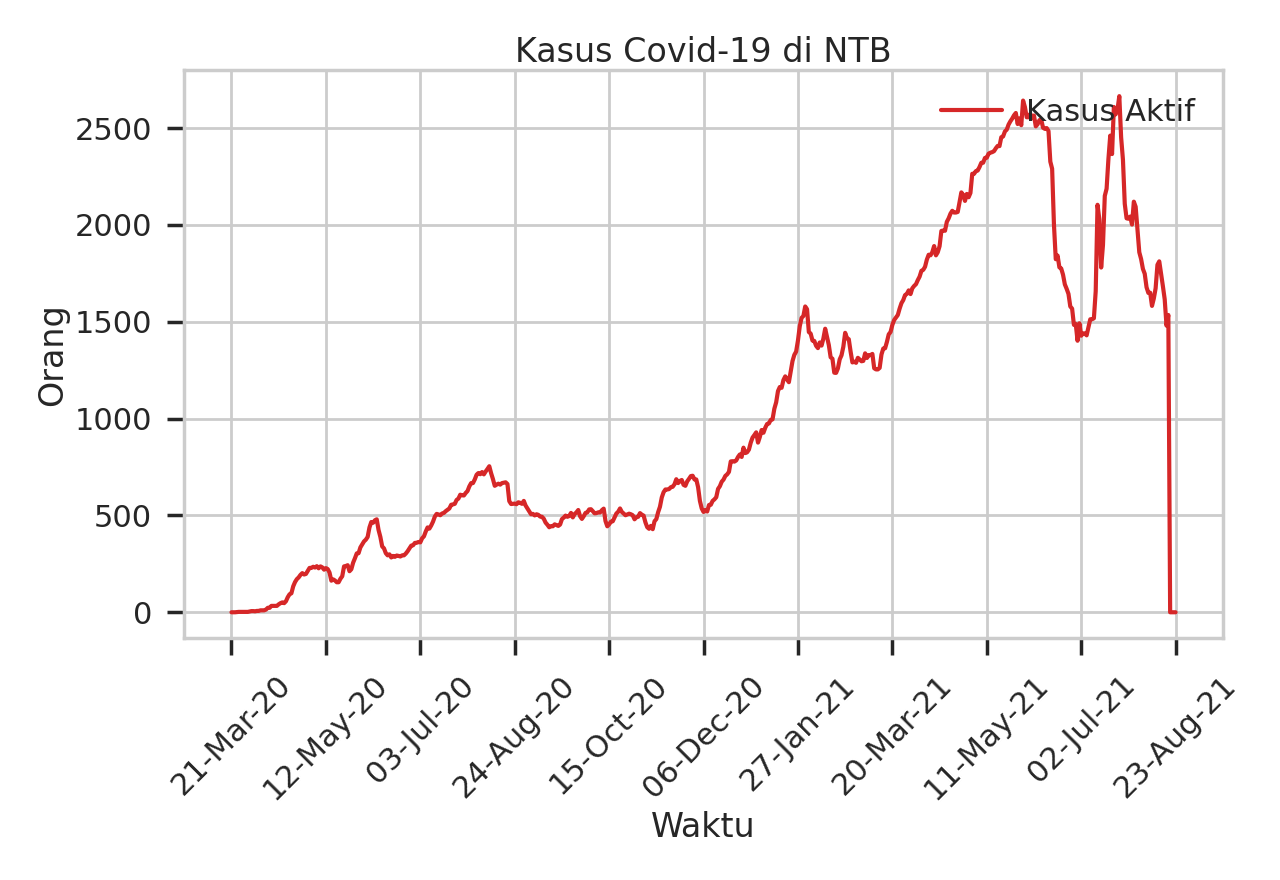 Kasus Covid-19 di NTB
Kasus Aktif
Orang
2500
2000
1500
1000
500
0
21-Mar-20
12-May-20
03-Jul-20
24-Aug-20
15-Oct-20
06-Dec-20
27-Jan-21
20-Mar-21
11-May-21
02-Jul-21
23-Aug-21
Waktu